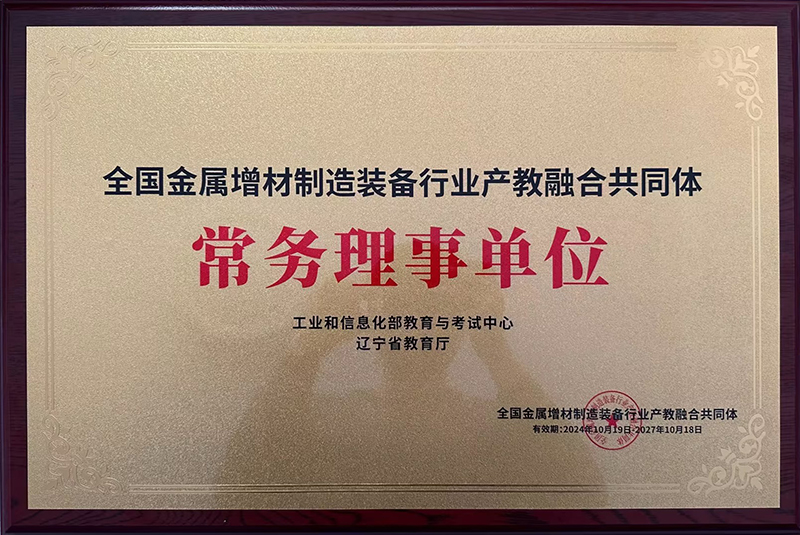 全国金属增材制造装备行业产教融合共同体
常务理事单位
工业和信息化部教育与考试中心
辽宁省教育厅
全国金属增材制造装备行业产教融合共同体
有效期:2024年10月19日-2027年10月18日